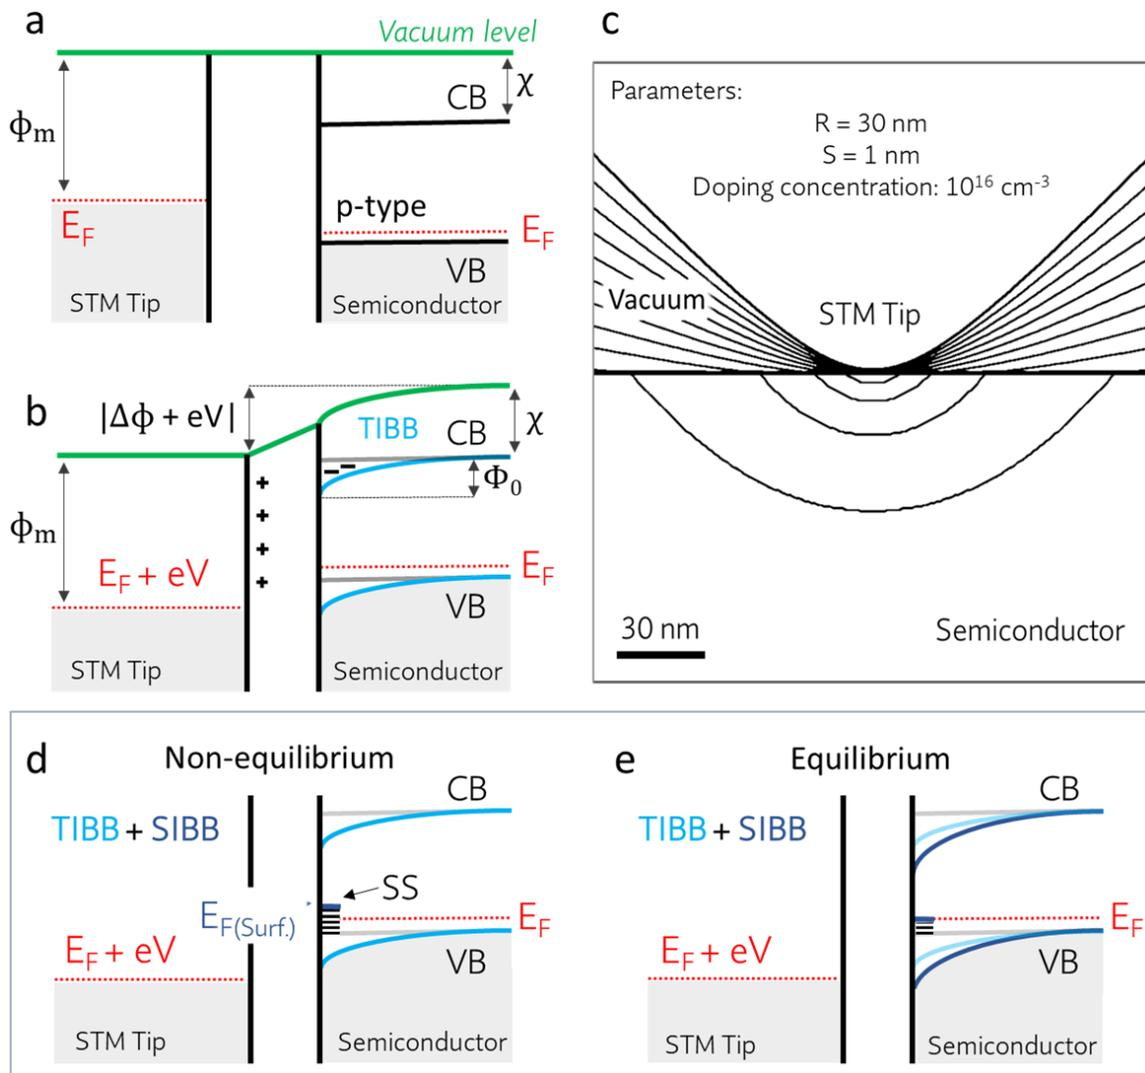 a
Vacuum level
ϕm
χ
CB
p-type
EF
EF
VB
STM Tip
Semiconductor
b
|Δϕ + eV|
TIBB
CB
χ
Φ0
ϕm
EF + eV
EF
VB
STM Tip
Semiconductor
c
Parameters:
R = 30 nm
S = 1 nm
Doping concentration: 10¹⁶ cm⁻³
Vacuum
STM Tip
30 nm
Semiconductor
d
Non-equilibrium
TIBB + SIBB
CB
SS
EF(Surf.)
EF
EF + eV
VB
STM Tip
Semiconductor
e
Equilibrium
TIBB + SIBB
CB
EF
EF + eV
VB
STM Tip
Semiconductor